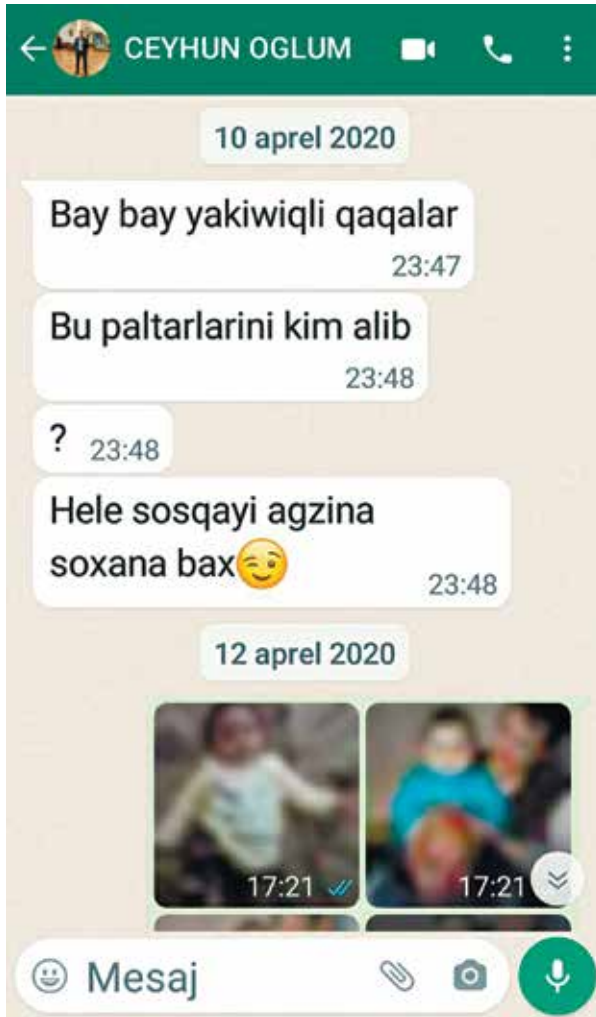 CEYHUN OGLUM
10 aprel 2020
Bay bay yakiwiqli qaqalar
23:47
Bu paltarlarini kim alib
23:48
?
23:48
Hele sosqayi agzina
soxana bax😉
23:48
12 aprel 2020
17:21
17:21
Mesaj